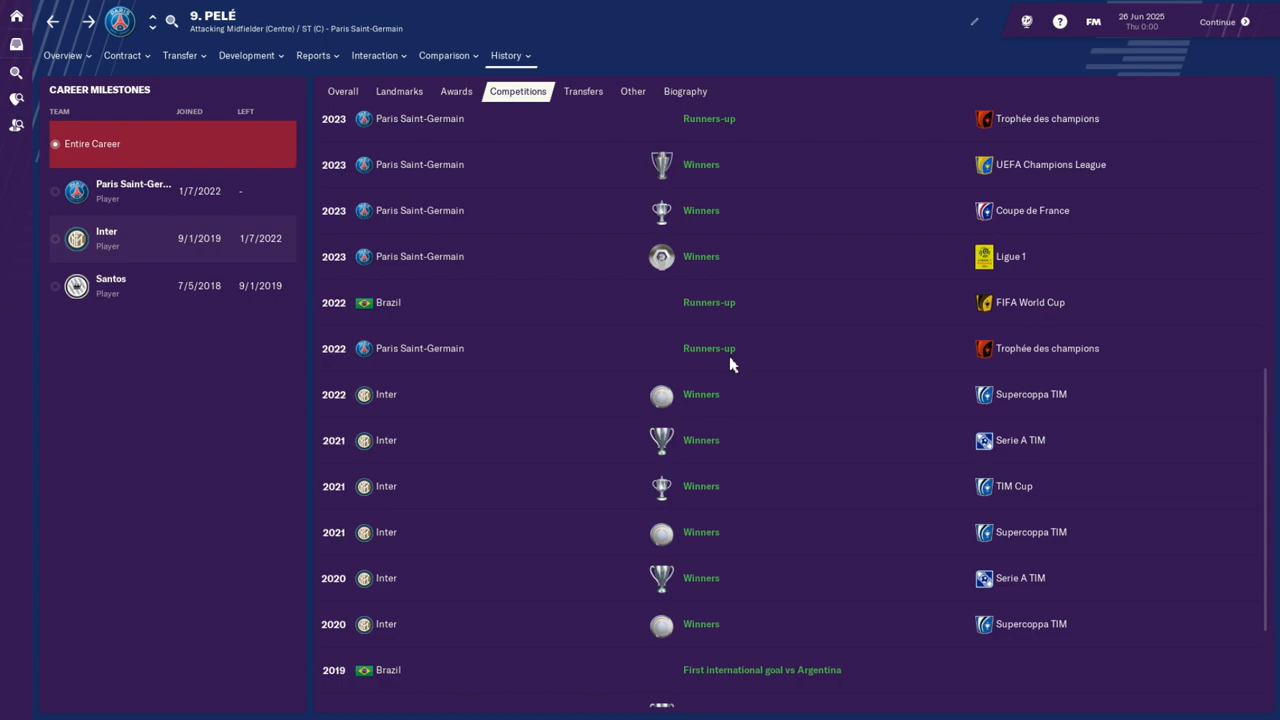 9. PELÉ
Attacking Midfielder (Centre) / ST (C) - Paris Saint-Germain
FM
26 Jun 2025
Thu 0:00
Continue
Overview
Contract
Transfer
Development
Reports
Interaction
Comparison
History
CAREER MILESTONES
TEAM JOINED LEFT
Entire Career
Paris Saint-Ger... 1/7/2022 -
Player
Inter 9/1/2019 1/7/2022
Player
Santos 7/5/2018 9/1/2019
Player
Overall Landmarks Awards Competitions Transfers Other Biography
2023 Paris Saint-Germain Runners-up Trophée des champions
2023 Paris Saint-Germain Winners UEFA Champions League
2023 Paris Saint-Germain Winners Coupe de France
2023 Paris Saint-Germain Winners Ligue 1
2022 Brazil Runners-up FIFA World Cup
2022 Paris Saint-Germain Runners-up Trophée des champions
2022 Inter Winners Supercoppa TIM
2021 Inter Winners Serie A TIM
2021 Inter Winners TIM Cup
2021 Inter Winners Supercoppa TIM
2020 Inter Winners Serie A TIM
2020 Inter Winners Supercoppa TIM
2019 Brazil First international goal vs Argentina